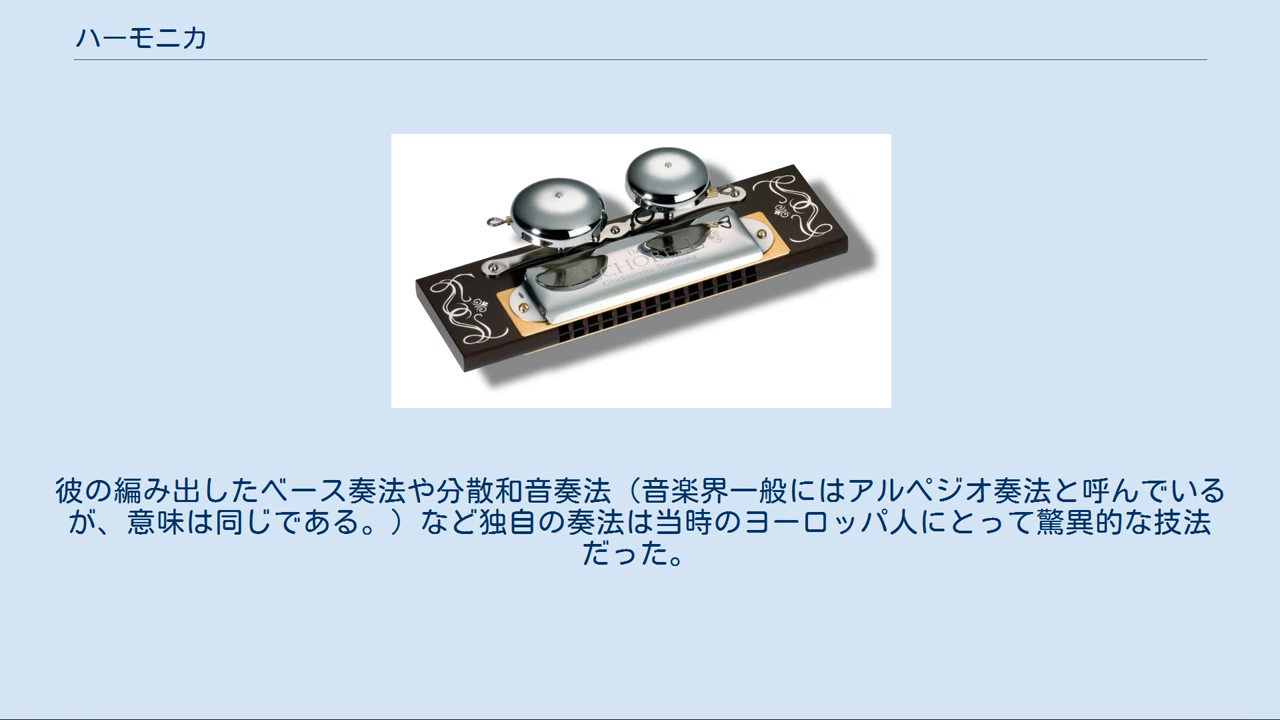 ハーモニカ
彼の編み出したベース奏法や分散和音奏法（音楽界一般にはアルペジオ奏法と呼んでいる
が、意味は同じである。）など独自の奏法は当時のヨーロッパ人にとって驚異的な技法
だった。